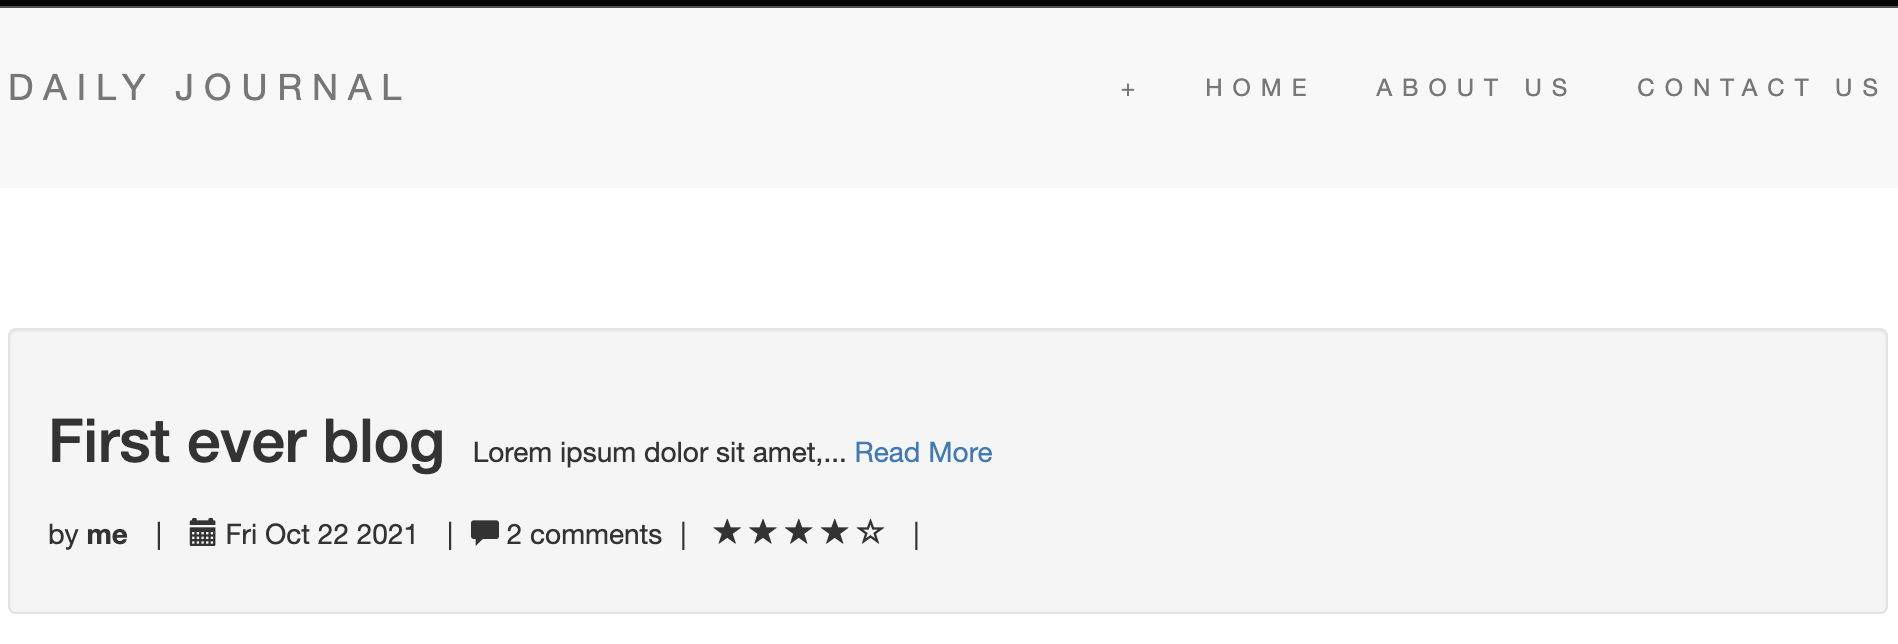 DAILY JOURNAL + HOME ABOUT US CONTACT US
First ever blog Lorem ipsum dolor sit amet,... Read More
by me | Fri Oct 22 2021 | 2 comments | ★★★★☆ |